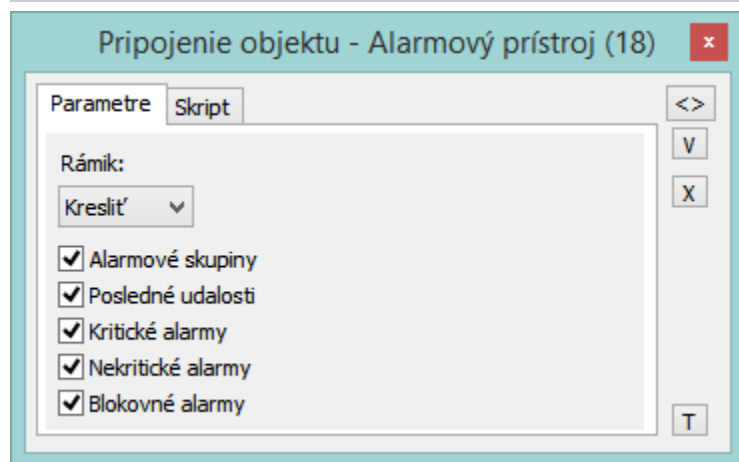 Pripojenie objektu - Alarmový prístroj (18) x
Parametre Skript <>
V
Rámik:
X
Kresliť
Alarmové skupiny
Posledné udalosti
Kritické alarmy
Nekritické alarmy
Blokovné alarmy
T